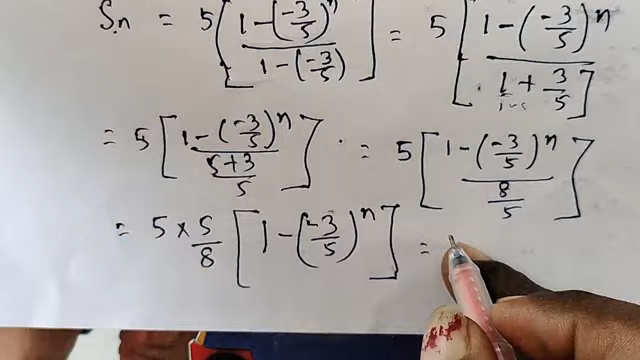 Sn = 5 [ (1 - (-3/5)^n) / (1 - (-3/5)) ] = 5 [ (1 - (-3/5)^n) / (1/1 + 3/5) ]
= 5 [ (1 - (-3/5)^n) / ((5+3)/5) ] = 5 [ (1 - (-3/5)^n) / (8/5) ]
= 5 × 5/8 [ 1 - (-3/5)^n ] =